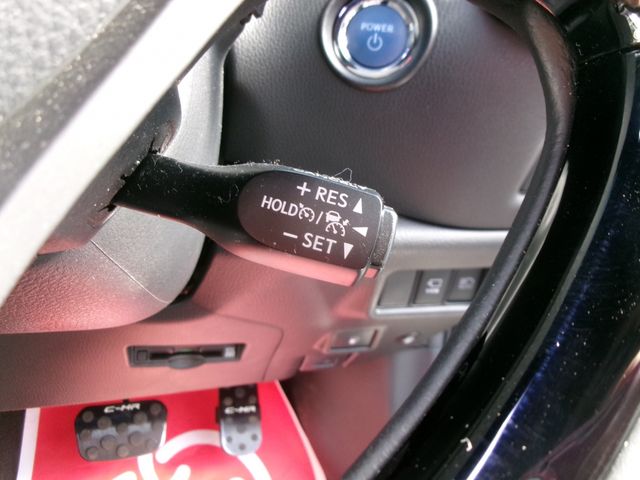 POWER
+ RES ▲
HOLD / ◀
− SET ▼
C-HR
C-HR